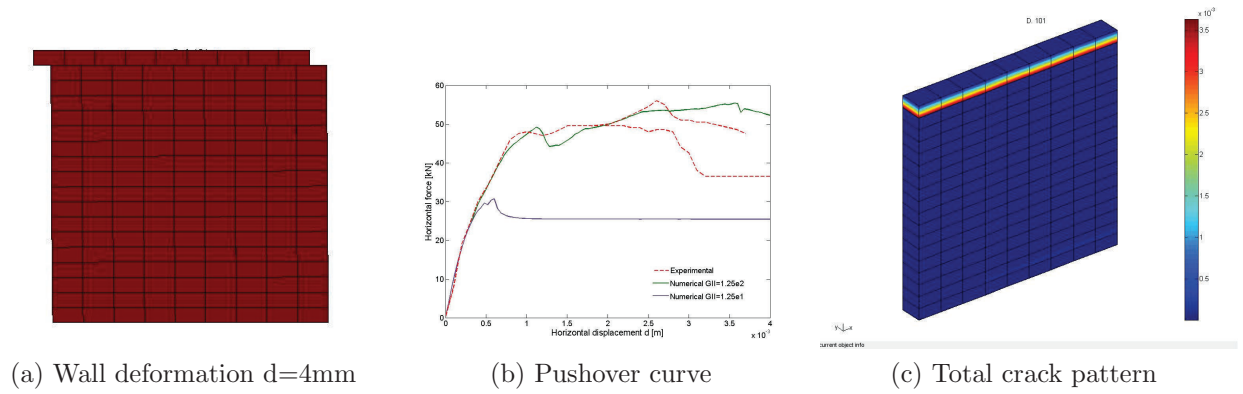 D. 101
x 10⁻³
3.5
3
2.5
2
1.5
1
0.5
60
50
40
30
20
10
0
Horizontal force [kN]
Experimental
Numerical GII=1.25e2
Numerical GII=1.25e1
0 0.5 1 1.5 2 2.5 3 3.5 4
Horizontal displacement d [m]
x 10⁻³
Y Z X
current object info
(a) Wall deformation d=4mm
(b) Pushover curve
(c) Total crack pattern